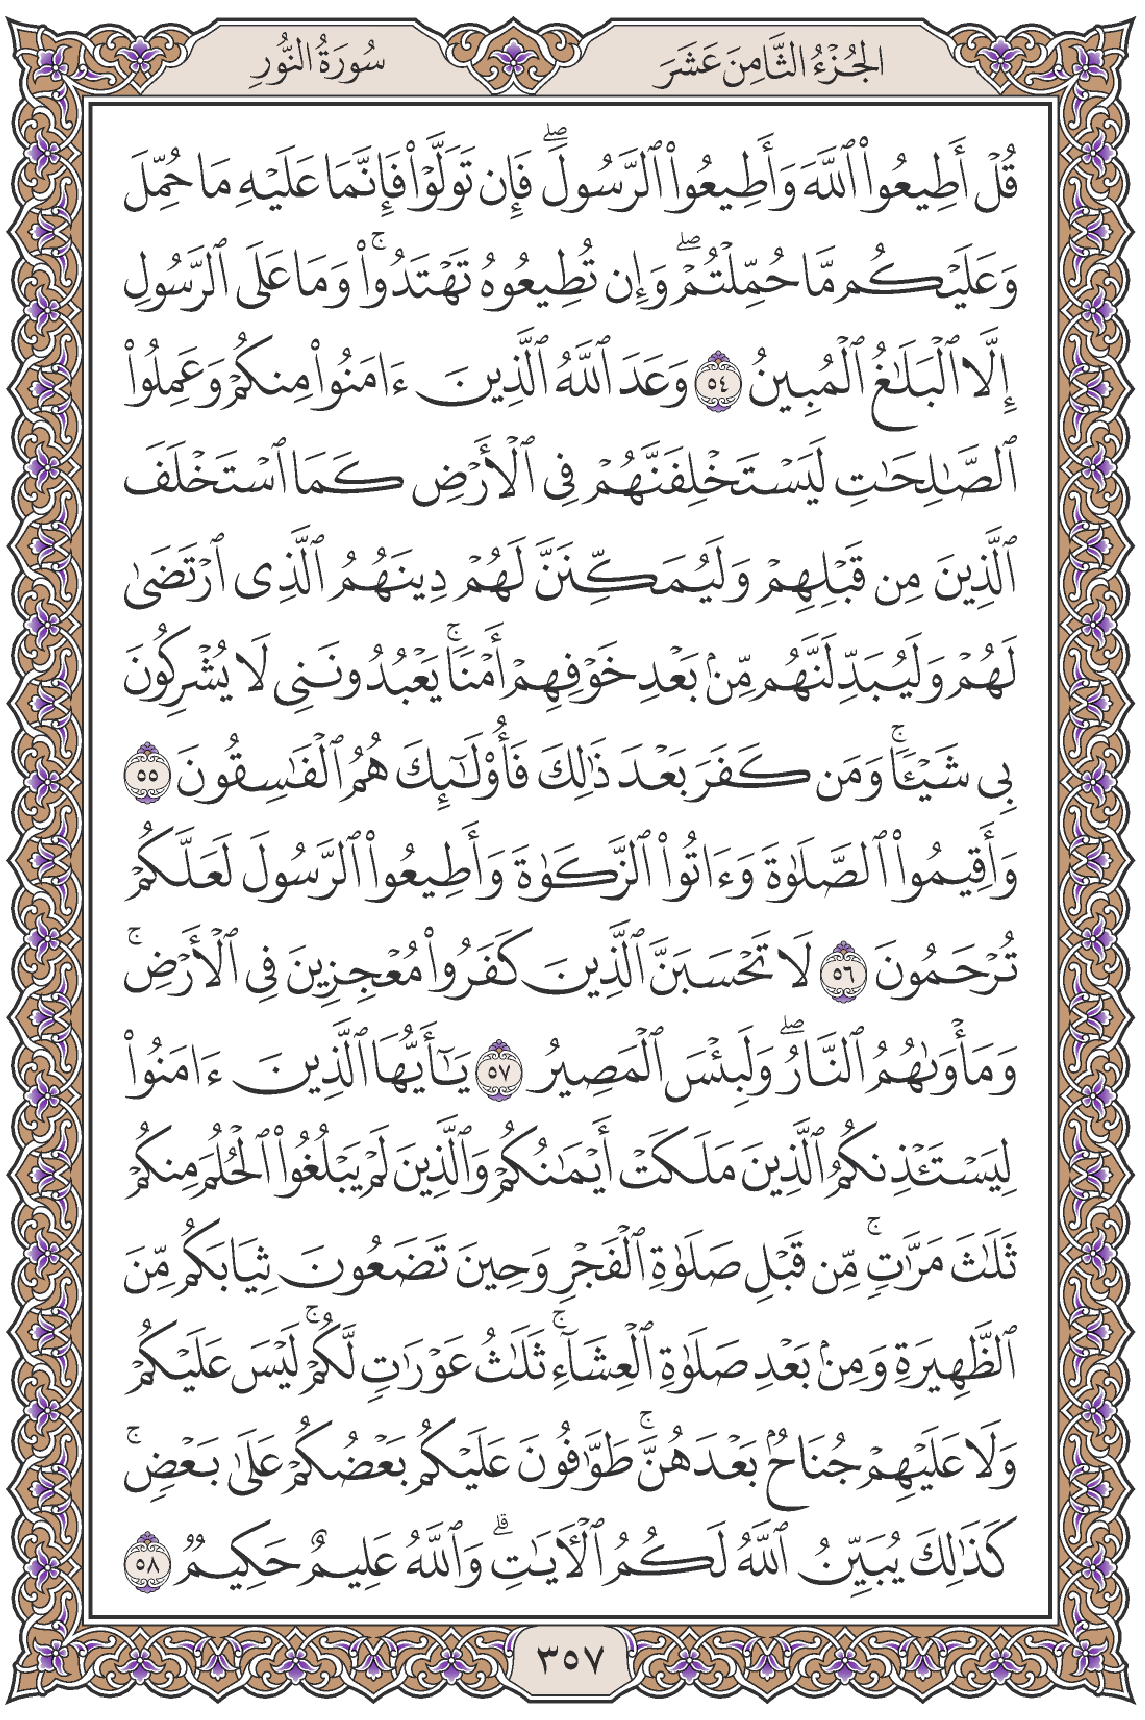 الجُزْءُ الثَّامِنَ عَشَرَ
سُورَةُ النُّورِ
قُلْ أَطِيعُوا۟ ٱللَّهَ وَأَطِيعُوا۟ ٱلرَّسُولَۖ فَإِن تَوَلَّوْا۟ فَإِنَّمَا عَلَيْهِ مَا حُمِّلَ
وَعَلَيْكُم مَّا حُمِّلْتُمْۖ وَإِن تُطِيعُوهُ تَهْتَدُوا۟ۚ وَمَا عَلَى ٱلرَّسُولِ
إِلَّا ٱلْبَلَٰغُ ٱلْمُبِينُ ٥٤ وَعَدَ ٱللَّهُ ٱلَّذِينَ ءَامَنُوا۟ مِنكُمْ وَعَمِلُوا۟
ٱلصَّٰلِحَٰتِ لَيَسْتَخْلِفَنَّهُمْ فِى ٱلْأَرْضِ كَمَا ٱسْتَخْلَفَ
ٱلَّذِينَ مِن قَبْلِهِمْ وَلَيُمَكِّنَنَّ لَهُمْ دِينَهُمُ ٱلَّذِى ٱرْتَضَىٰ
لَهُمْ وَلَيُبَدِّلَنَّهُم مِّنۢ بَعْدِ خَوْفِهِمْ أَمْنًاۚ يَعْبُدُونَنِى لَا يُشْرِكُونَ
بِى شَيْـًٔاۚ وَمَن كَفَرَ بَعْدَ ذَٰلِكَ فَأُو۟لَٰٓئِكَ هُمُ ٱلْفَٰسِقُونَ ٥٥
وَأَقِيمُوا۟ ٱلصَّلَوٰةَ وَءَاتُوا۟ ٱلزَّكَوٰةَ وَأَطِيعُوا۟ ٱلرَّسُولَ لَعَلَّكُمْ
تُرْحَمُونَ ٥٦ لَا تَحْسَبَنَّ ٱلَّذِينَ كَفَرُوا۟ مُعْجِزِينَ فِى ٱلْأَرْضِۚ
وَمَأْوَىٰهُمُ ٱلنَّارُۖ وَلَبِئْسَ ٱلْمَصِيرُ ٥٧ يَٰٓأَيُّهَا ٱلَّذِينَ ءَامَنُوا۟
لِيَسْتَـْٔذِنكُمُ ٱلَّذِينَ مَلَكَتْ أَيْمَٰنُكُمْ وَٱلَّذِينَ لَمْ يَبْلُغُوا۟ ٱلْحُلُمَ مِنكُمْ
ثَلَٰثَ مَرَّٰتٍۚ مِّن قَبْلِ صَلَوٰةِ ٱلْفَجْرِ وَحِينَ تَضَعُونَ ثِيَابَكُم مِّنَ
ٱلظَّهِيرَةِ وَمِنۢ بَعْدِ صَلَوٰةِ ٱلْعِشَآءِۚ ثَلَٰثُ عَوْرَٰتٍ لَّكُمْۚ لَيْسَ عَلَيْكُمْ
وَلَا عَلَيْهِمْ جُنَاحٌۢ بَعْدَهُنَّۚ طَوَّٰفُونَ عَلَيْكُم بَعْضُكُمْ عَلَىٰ بَعْضٍۚ
كَذَٰلِكَ يُبَيِّنُ ٱللَّهُ لَكُمُ ٱلْـَٔايَٰتِۗ وَٱللَّهُ عَلِيمٌ حَكِيمٌ ٥٨
٣٥٧